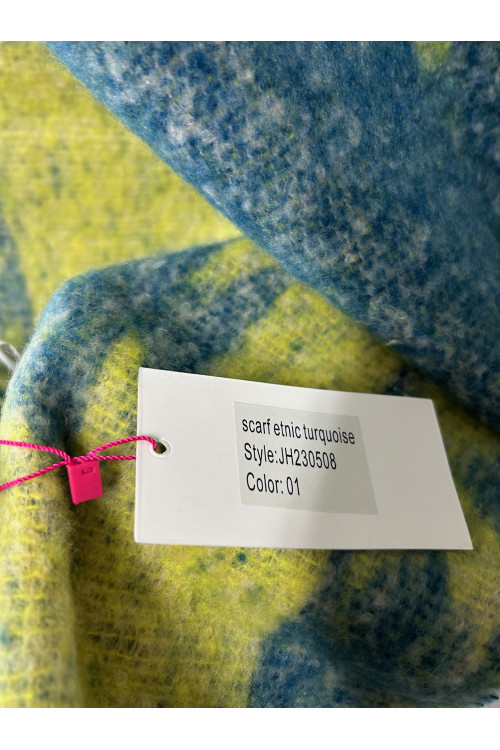 scarf etnic turquoise
Style:JH230508
Color: 01